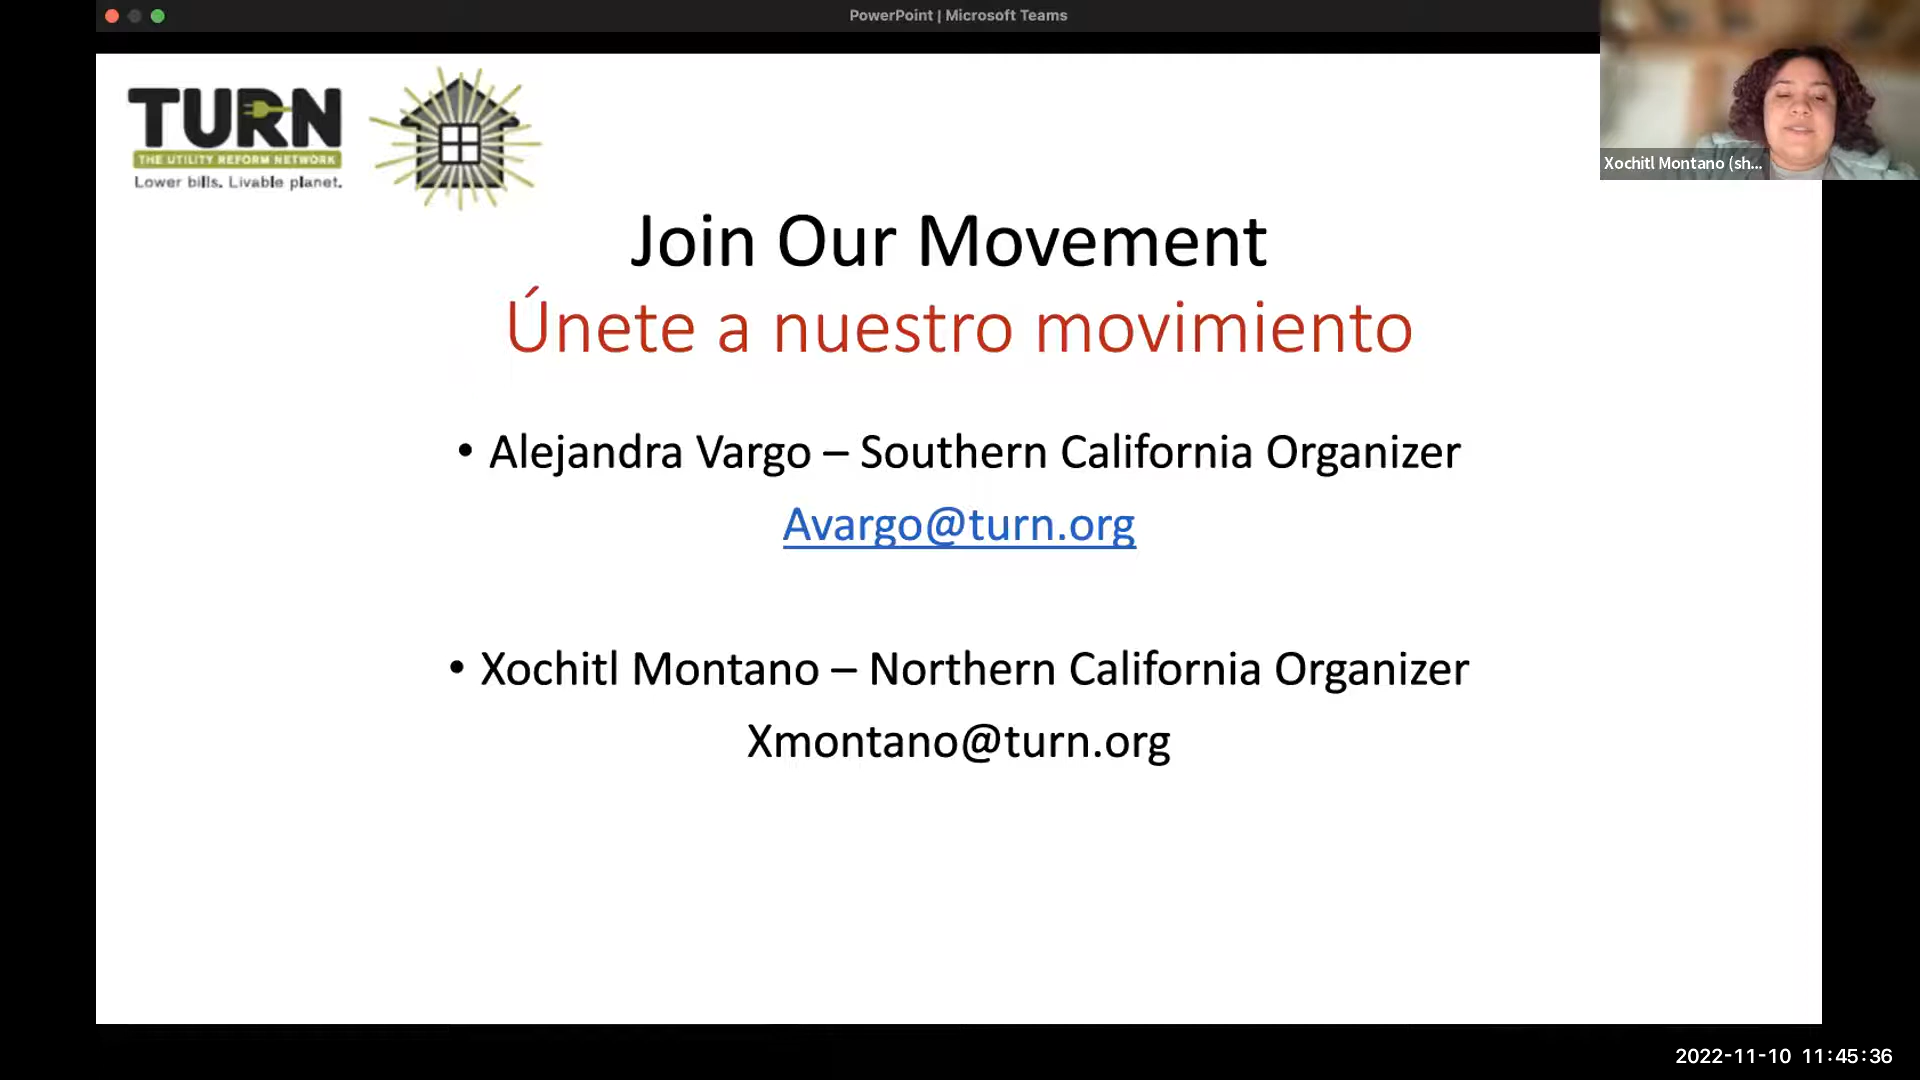 PowerPoint | Microsoft Teams
TURN
THE UTILITY REFORM NETWORK
Lower bills. Livable planet.
Xochitl Montano (sh...
Join Our Movement
Únete a nuestro movimiento
• Alejandra Vargo – Southern California Organizer
Avargo@turn.org
• Xochitl Montano – Northern California Organizer
Xmontano@turn.org
2022-11-10 11:45:36